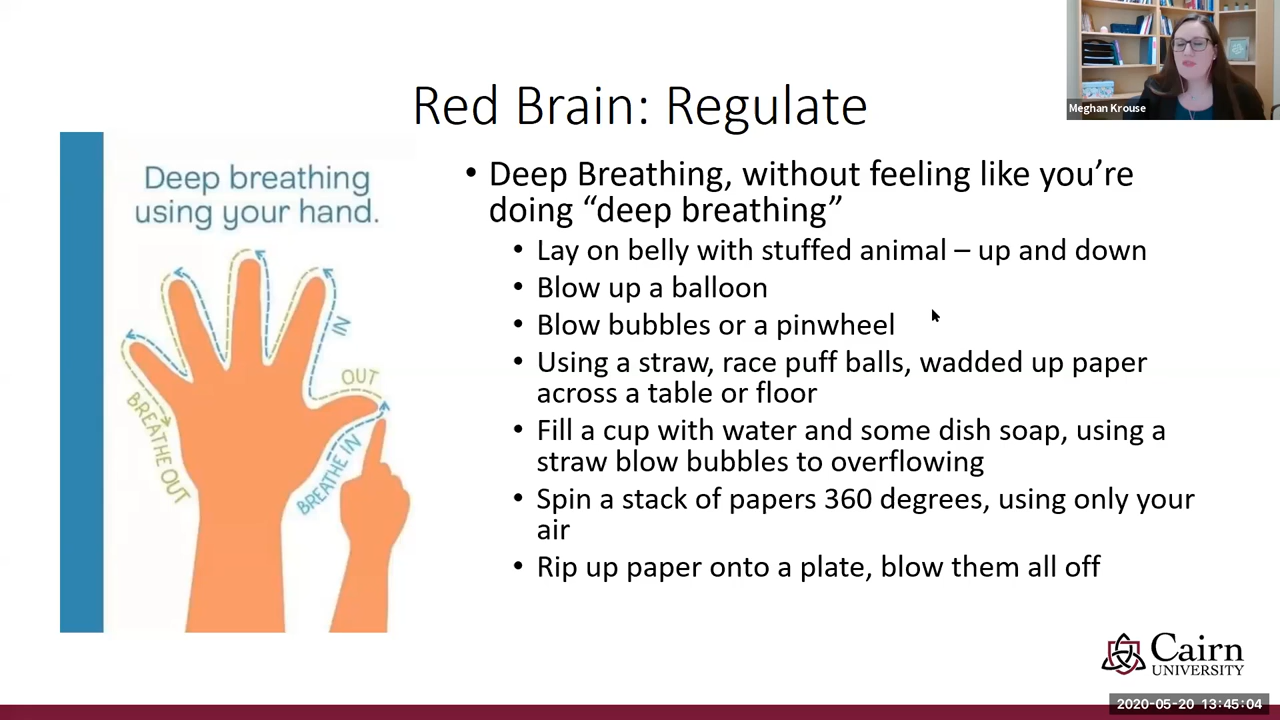 Meghan Krouse
Red Brain: Regulate
Deep breathing
using your hand.
IN
OUT
BREATHE IN
BREATHE OUT
• Deep Breathing, without feeling like you’re
doing “deep breathing”
• Lay on belly with stuffed animal – up and down
• Blow up a balloon
• Blow bubbles or a pinwheel
• Using a straw, race puff balls, wadded up paper
across a table or floor
• Fill a cup with water and some dish soap, using a
straw blow bubbles to overflowing
• Spin a stack of papers 360 degrees, using only your
air
• Rip up paper onto a plate, blow them all off
Cairn
UNIVERSITY
2020-05-20 13:45:04